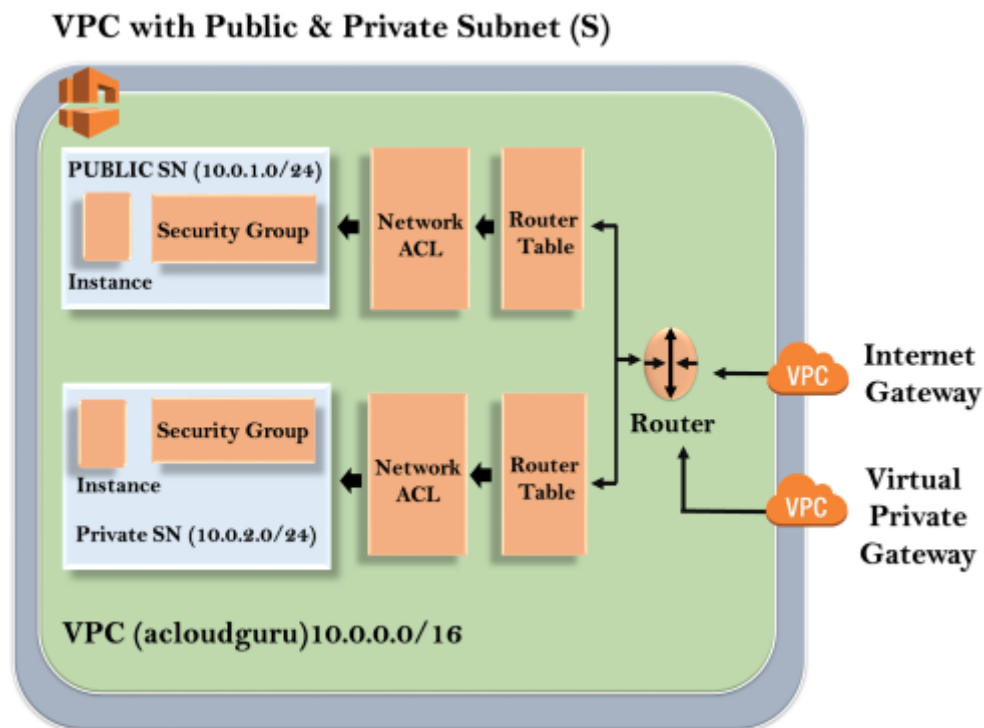 VPC with Public & Private Subnet (S)
PUBLIC SN (10.0.1.0/24)
Security Group
Instance
Network
ACL
Router
Table
Security Group
Instance
Private SN (10.0.2.0/24)
Network
ACL
Router
Table
Router
VPC
Internet
Gateway
VPC
Virtual
Private
Gateway
VPC (acloudguru)10.0.0.0/16